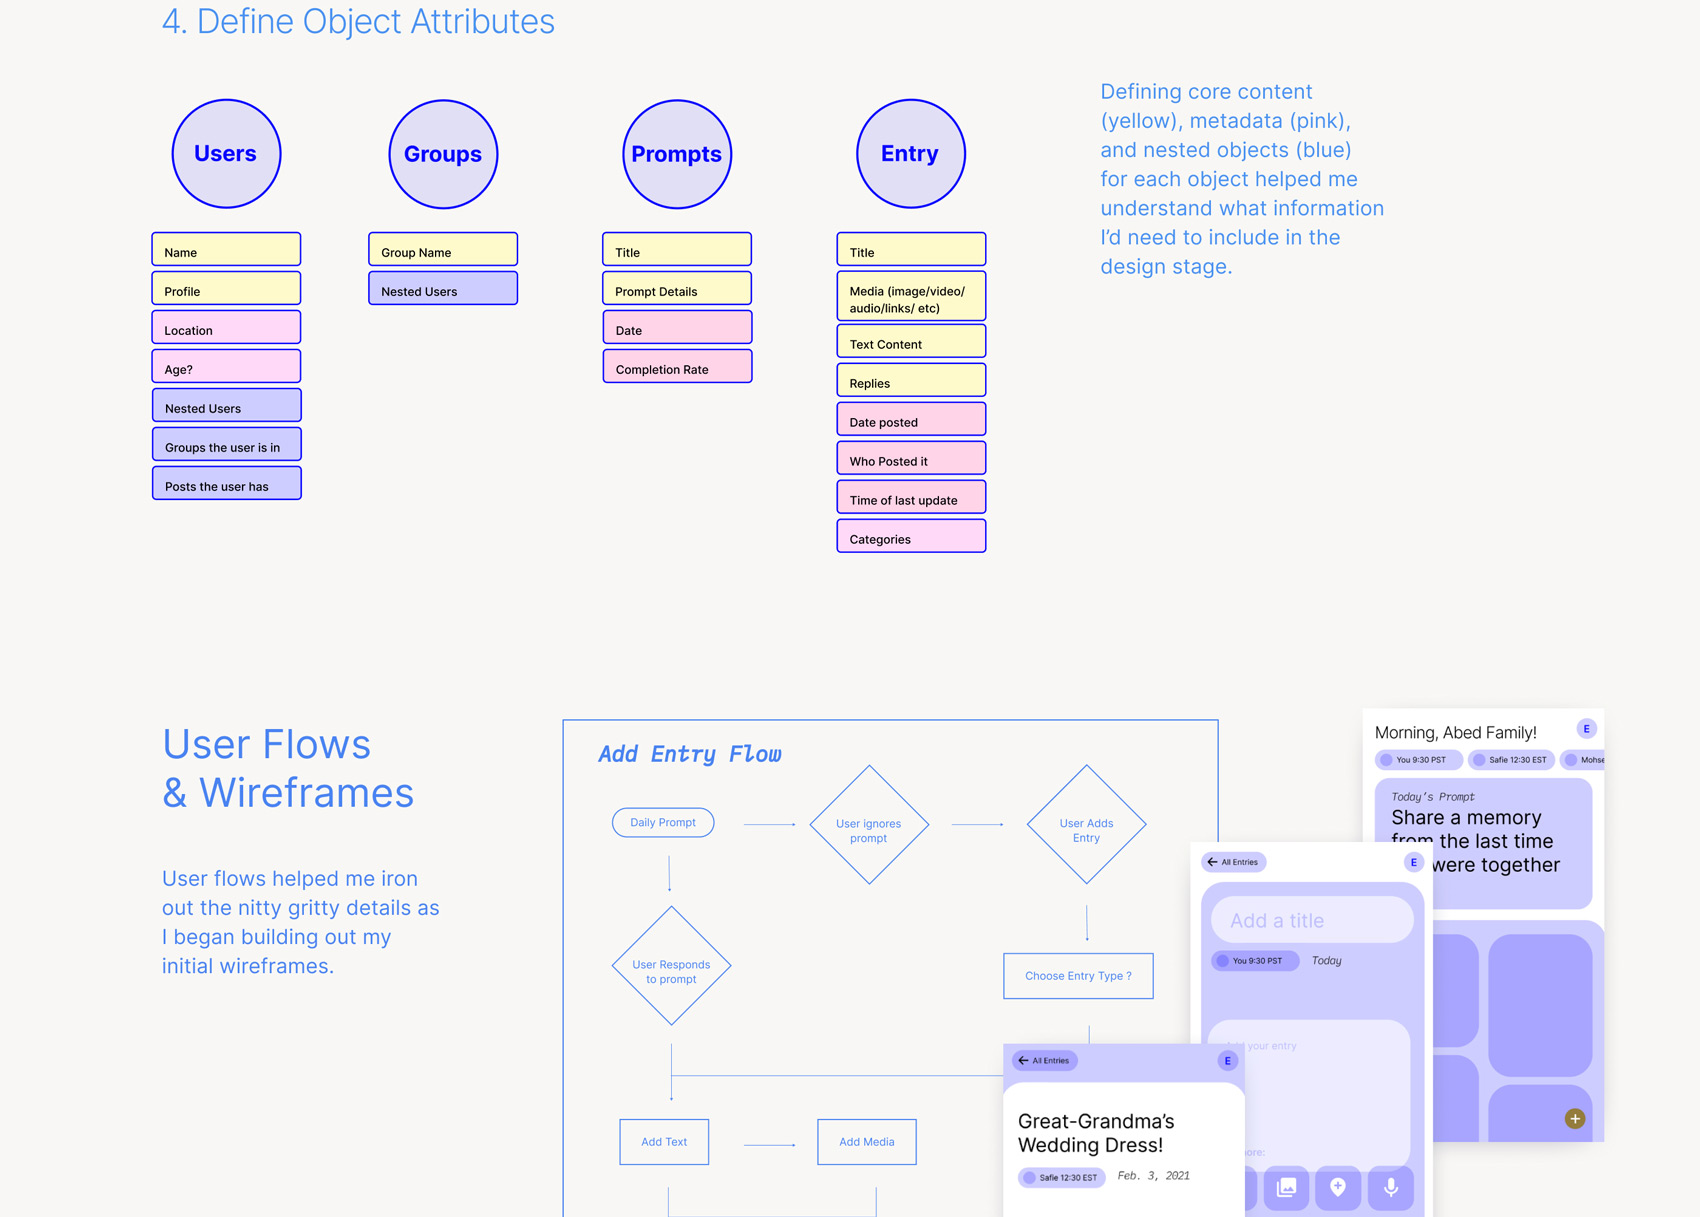 4. Define Object Attributes
Users
Groups
Prompts
Entry
Defining core content
(yellow), metadata (pink),
and nested objects (blue)
for each object helped me
understand what information
I’d need to include in the
design stage.
Name
Profile
Location
Age?
Nested Users
Groups the user is in
Posts the user has
Group Name
Nested Users
Title
Prompt Details
Date
Completion Rate
Title
Media (image/video/
audio/links/ etc)
Text Content
Replies
Date posted
Who Posted it
Time of last update
Categories
User Flows
& Wireframes
User flows helped me iron
out the nitty gritty details as
I began building out my
initial wireframes.
Add Entry Flow
Daily Prompt
User ignores
prompt
User Adds
Entry
User Responds
to prompt
Choose Entry Type ?
Add Text
Add Media
Morning, Abed Family!
E
You 9:30 PST
Safie 12:30 EST
Mohse
Today’s Prompt
Share a memory
from the last time
were together
All Entries
E
Add a title
You 9:30 PST
Today
your entry
All Entries
E
Great-Grandma’s
Wedding Dress!
Safie 12:30 EST
Feb. 3, 2021